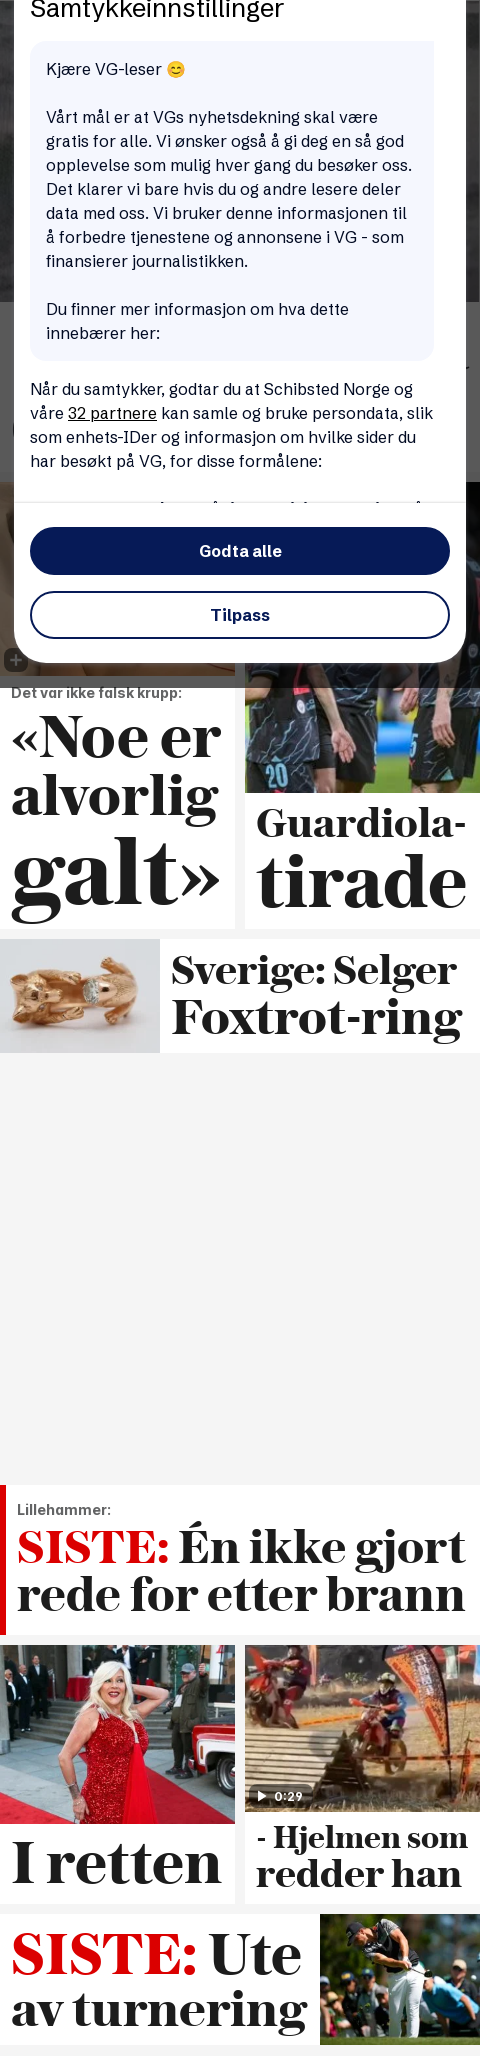 Samtykkeinnstillinger
Kjære VG-leser 😊
Vårt mål er at VGs nyhetsdekning skal være
gratis for alle. Vi ønsker også å gi deg en så god
opplevelse som mulig hver gang du besøker oss.
Det klarer vi bare hvis du og andre lesere deler
data med oss. Vi bruker denne informasjonen til
å forbedre tjenestene og annonsene i VG - som
finansierer journalistikken.
Du finner mer informasjon om hva dette
innebærer her:
Når du samtykker, godtar du at Schibsted Norge og
våre 32 partnere kan samle og bruke persondata, slik
som enhets-IDer og informasjon om hvilke sider du
har besøkt på VG, for disse formålene:
Godta alle
Tilpass
Det var ikke falsk krupp:
«Noe er
alvorlig
galt»
20
5
Guardiola-
tirade
Sverige: Selger
Foxtrot-ring
Lillehammer:
SISTE: Én ikke gjort
rede for etter brann
I retten
0:29
- Hjelmen som
redder han
SISTE: Ute
av turnering